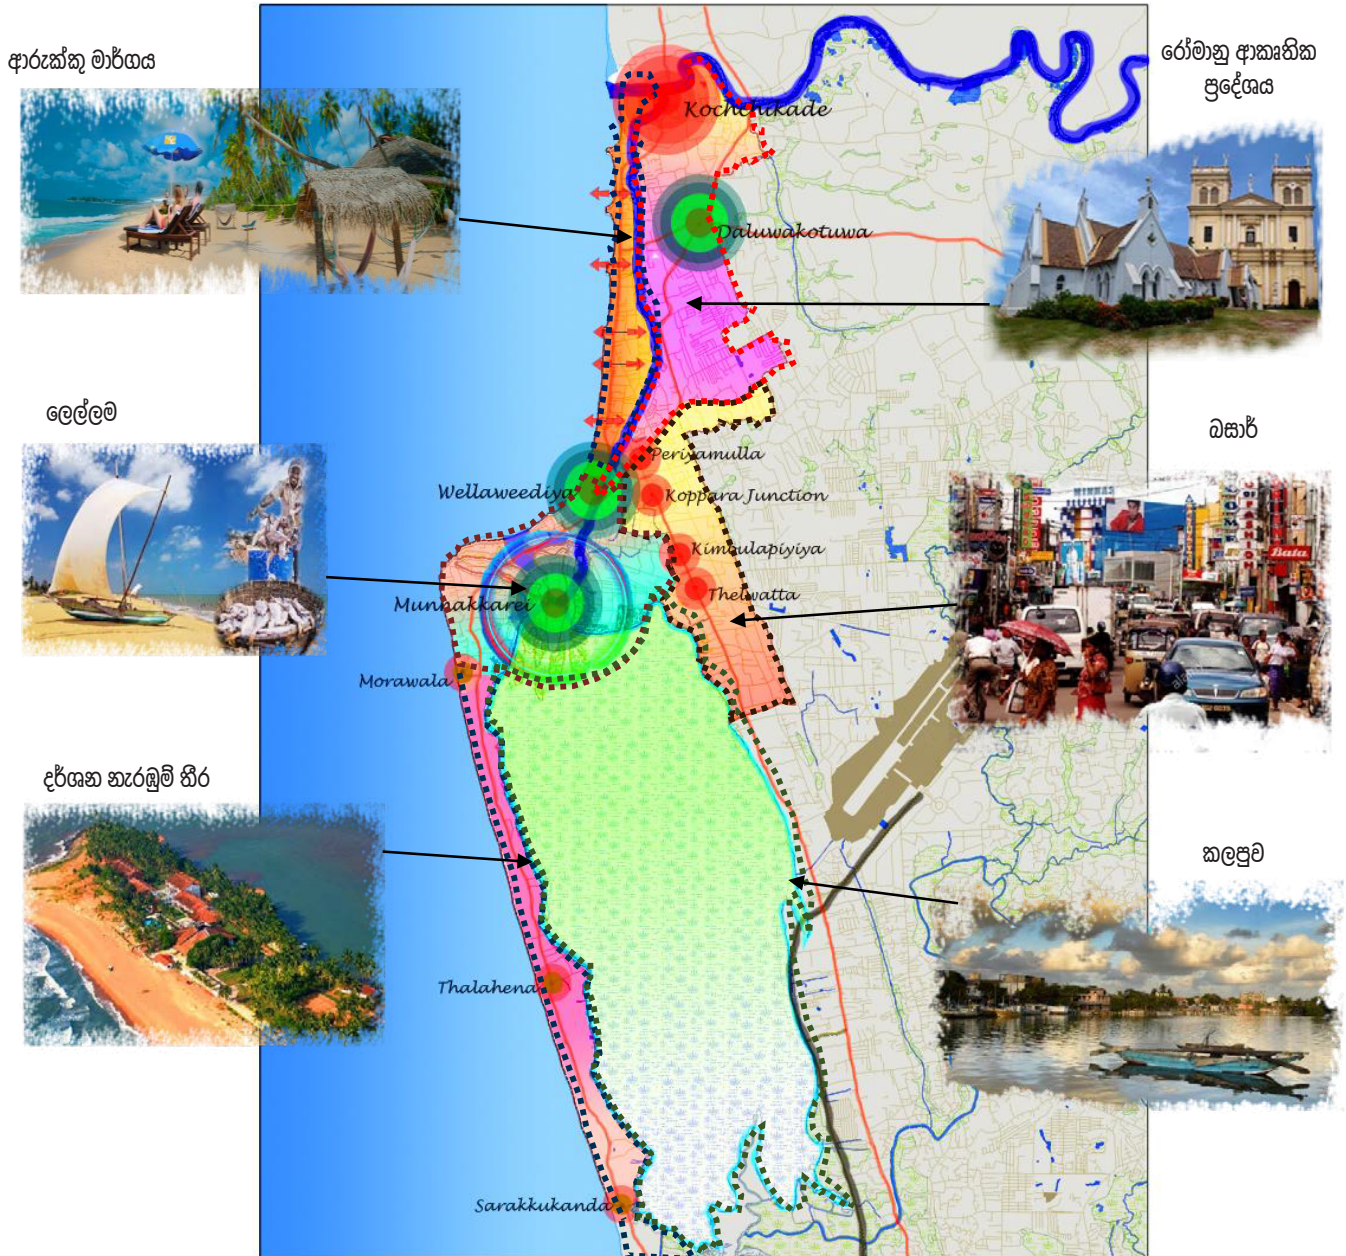 ආරුක්කු මාර්ගය
රෝමානු ආකෘතික
ප්‍රදේශය
Kochchikade
Daluwakotuwa
ලෙල්ලම
බසාර්
Periyamulla
Wellaweediya
Koppara Junction
Kimbulapiyiya
Munnakkarei
Thelwatta
Bata
Morawala
දර්ශන නැරඹුම් තීර
කලපුව
Thalahena
Sarakkukanda